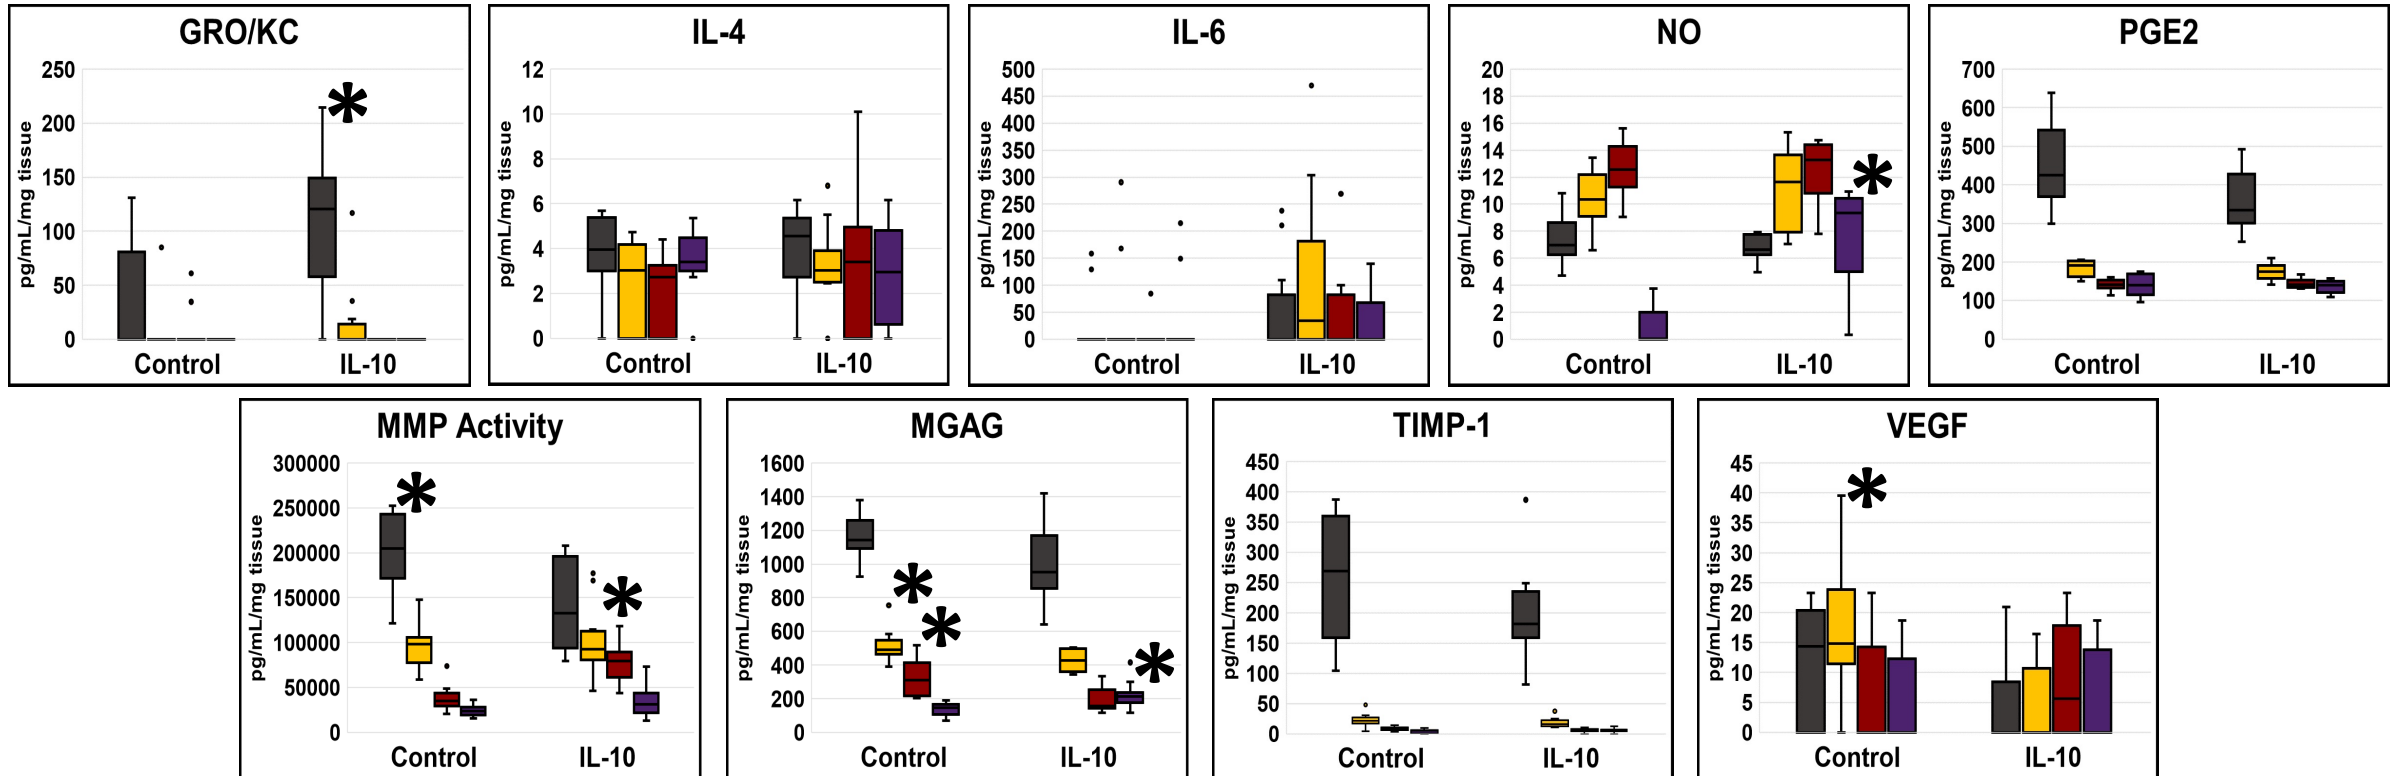 GRO/KC
pg/mL/mg tissue
250
200
150
100
50
0
Control IL-10
IL-4
pg/mL/mg tissue
12
10
8
6
4
2
0
Control IL-10
IL-6
pg/mL/mg tissue
500
450
400
350
300
250
200
150
100
50
0
Control IL-10
NO
pg/mL/mg tissue
20
18
16
14
12
10
8
6
4
2
0
Control IL-10
PGE2
pg/mL/mg tissue
700
600
500
400
300
200
100
0
Control IL-10
MMP Activity
pg/mL/mg tissue
300000
250000
200000
150000
100000
50000
0
Control IL-10
MGAG
pg/mL/mg tissue
1600
1400
1200
1000
800
600
400
200
0
Control IL-10
TIMP-1
pg/mL/mg tissue
450
400
350
300
250
200
150
100
50
0
Control IL-10
VEGF
pg/mL/mg tissue
45
40
35
30
25
20
15
10
5
0
Control IL-10